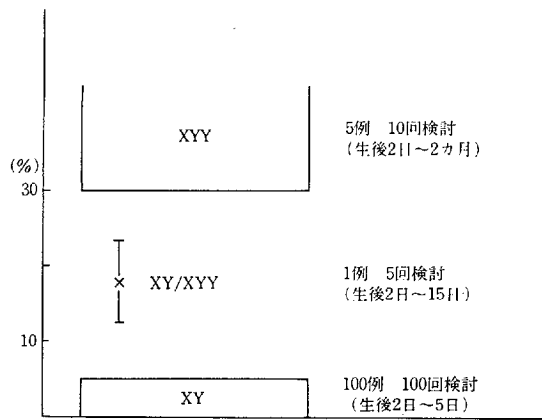 XYY
5例 10回検討
(生後2日～2カ月)
(%)
30
XY/XYY
1例 5回検討
(生後2日～15日)
10
XY
100例 100回検討
(生後2日～5日)